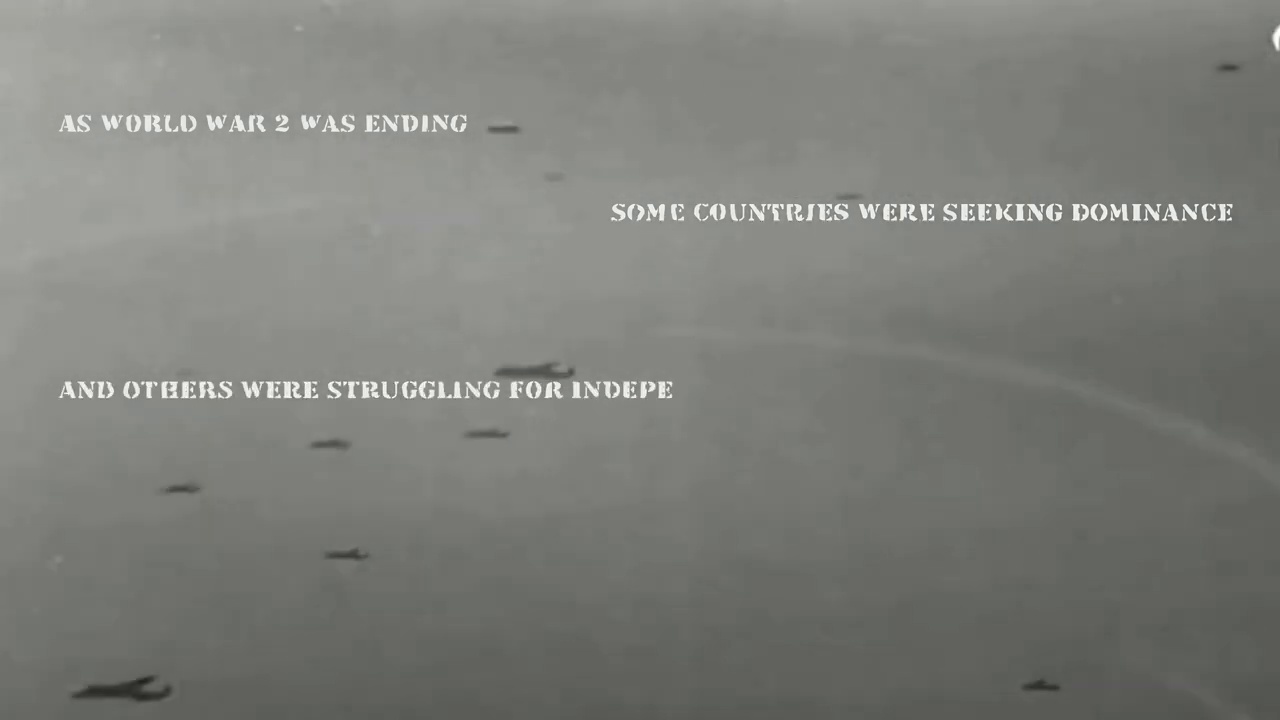 AS WORLD WAR 2 WAS ENDING
SOME COUNTRIES WERE SEEKING DOMINANCE
AND OTHERS WERE STRUGGLING FOR INDEPE